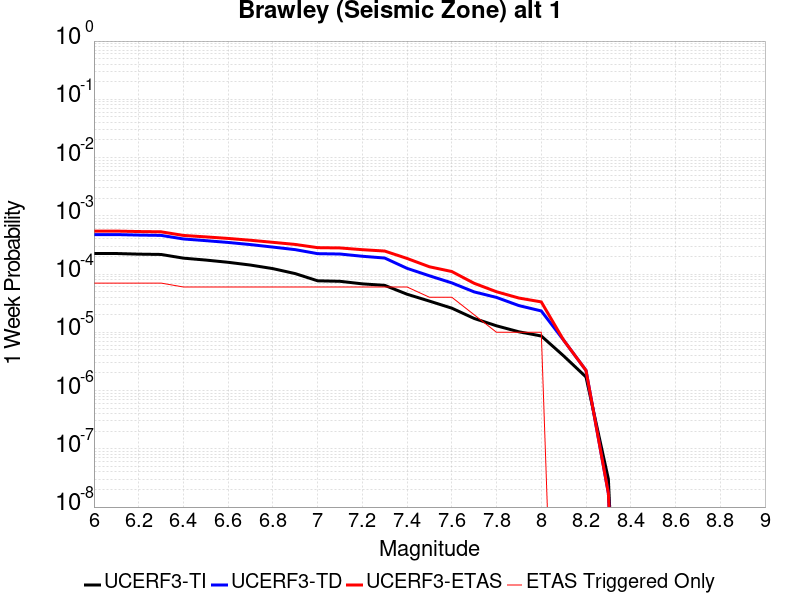 Brawley (Seismic Zone) alt 1
10^0
10^-1
10^-2
10^-3
10^-4
10^-5
10^-6
10^-7
10^-8
1 Week Probability
6 6.2 6.4 6.6 6.8 7 7.2 7.4 7.6 7.8 8 8.2 8.4 8.6 8.8 9
Magnitude
UCERF3-TI UCERF3-TD UCERF3-ETAS ETAS Triggered Only